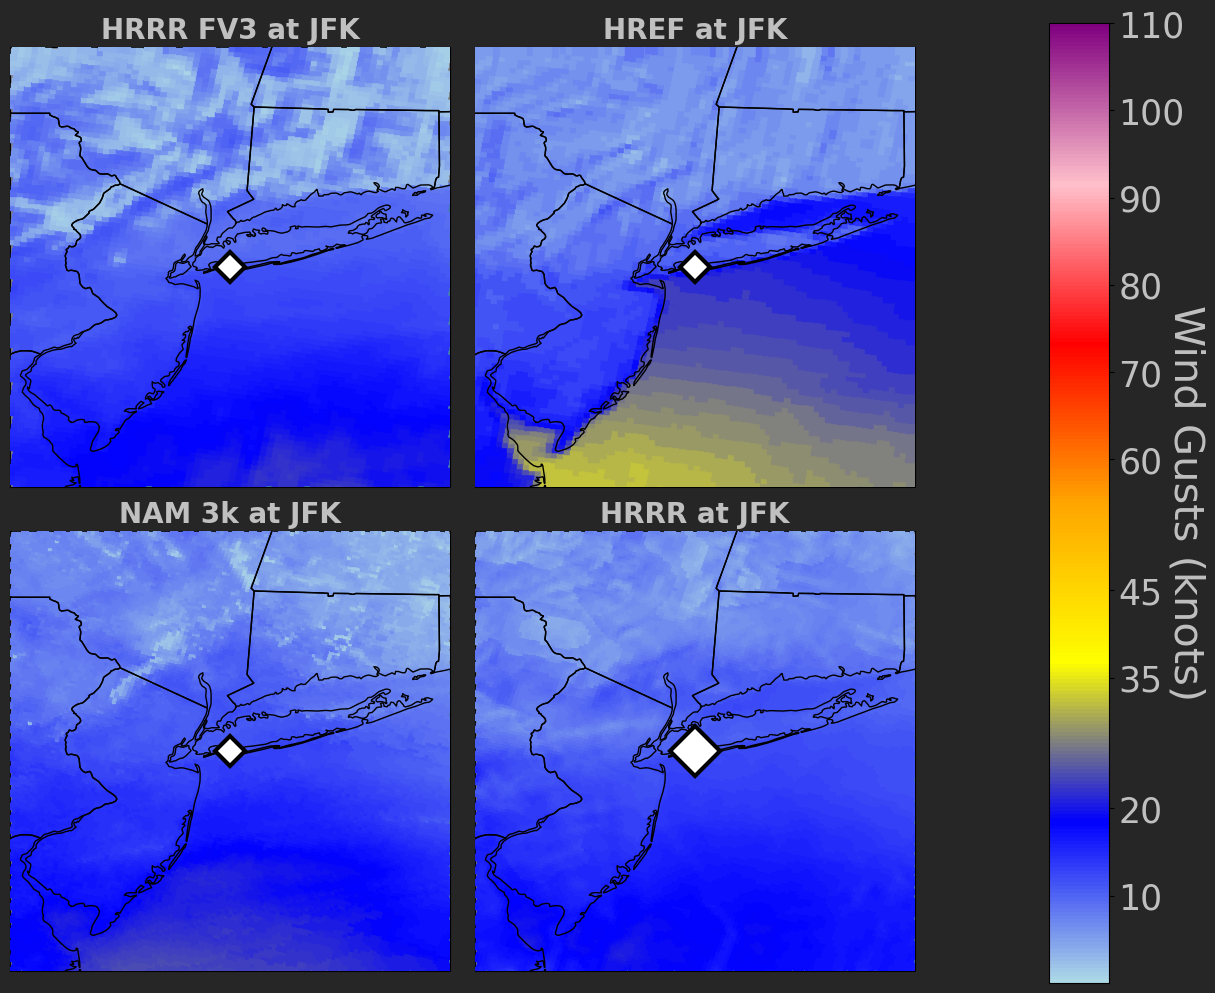 HRRR FV3 at JFK
HREF at JFK
NAM 3k at JFK
HRRR at JFK
110
100
90
80
70
60
45
35
20
10
Wind Gusts (knots)